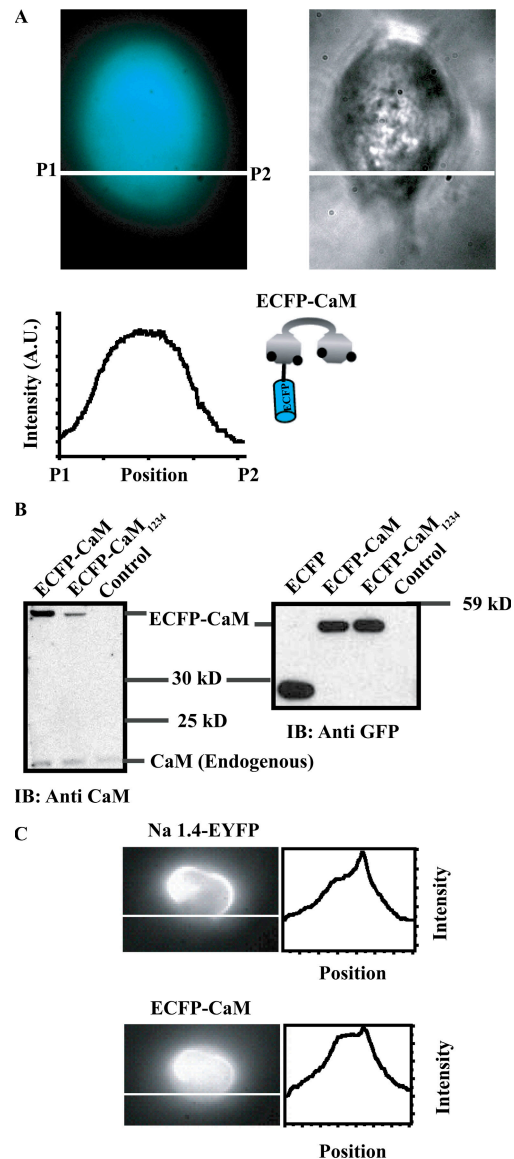 A
P1
P2
ECFP-CaM
ECFP
Intensity (A.U.)
P1 Position P2
B
ECFP-CaM
ECFP-CaM1234
Control
ECFP
ECFP-CaM
ECFP-CaM1234
Control
59 kD
ECFP-CaM
30 kD
25 kD
IB: Anti GFP
CaM (Endogenous)
IB: Anti CaM
C
Na 1.4-EYFP
Intensity
Position
ECFP-CaM
Intensity
Position